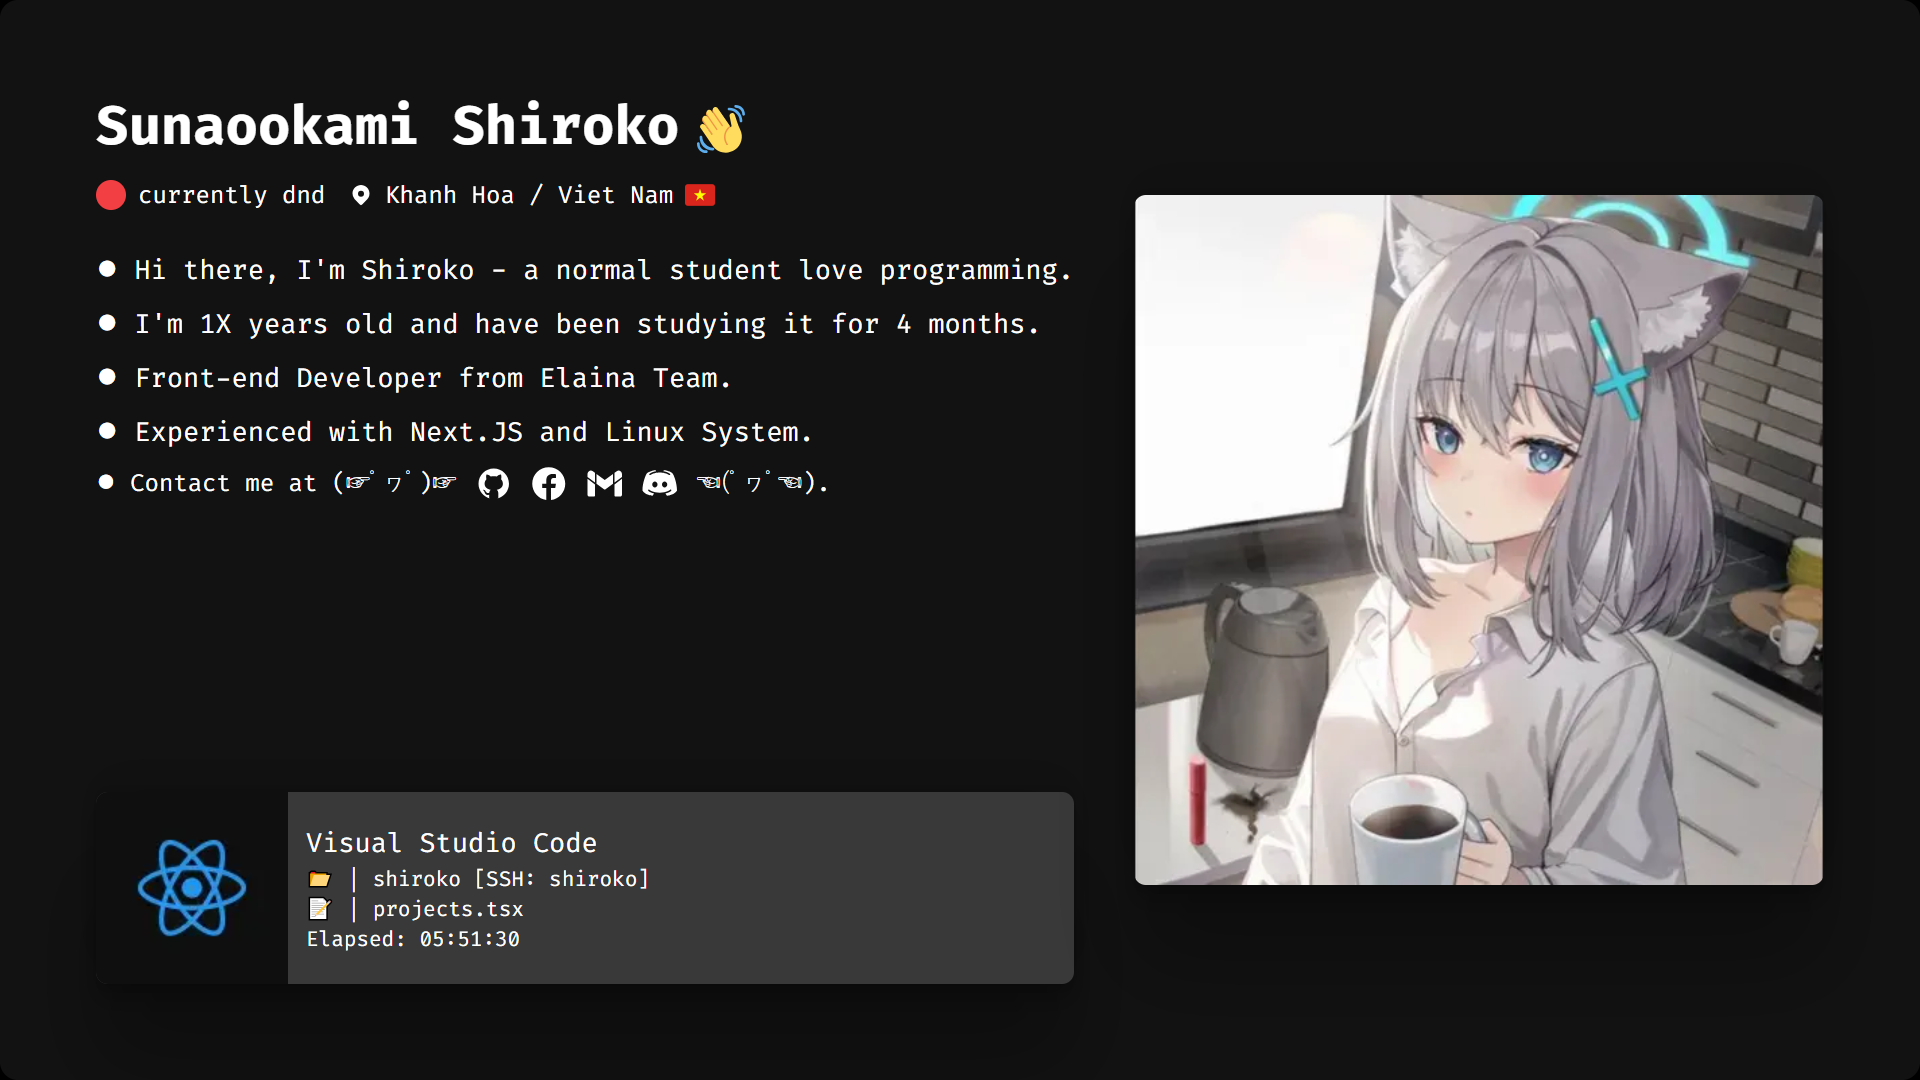 Sunaookami Shiroko 👋
currently dnd Khanh Hoa / Viet Nam 🇻🇳
● Hi there, I'm Shiroko - a normal student love programming.
● I'm 1X years old and have been studying it for 4 months.
● Front-end Developer from Elaina Team.
● Experienced with Next.JS and Linux System.
● Contact me at (☞ﾟヮﾟ)☞ ☜(ﾟヮﾟ☜).
Visual Studio Code
📂 | shiroko [SSH: shiroko]
📝 | projects.tsx
Elapsed: 05:51:30